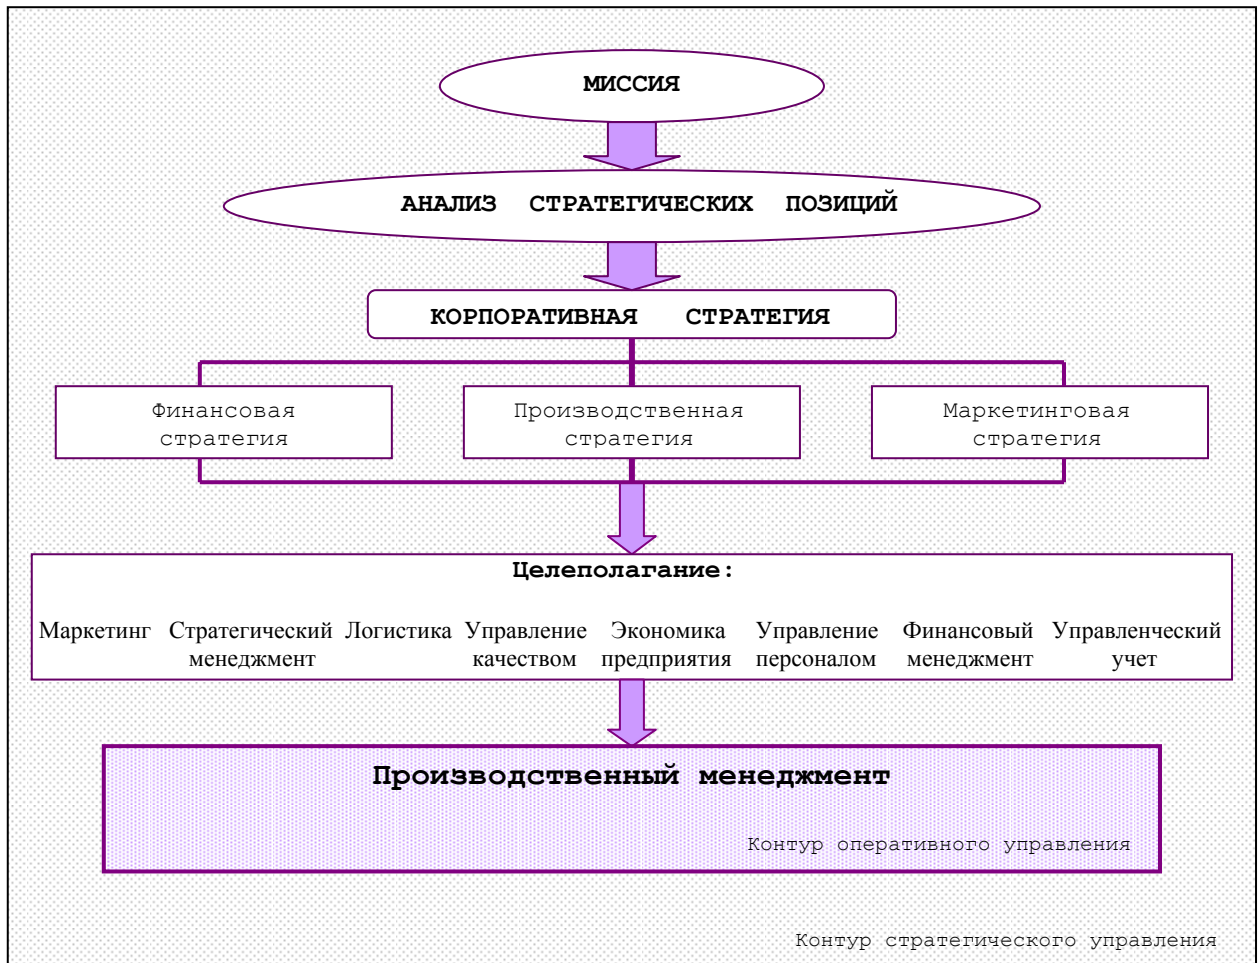 МИССИЯ
АНАЛИЗ СТРАТЕГИЧЕСКИХ ПОЗИЦИЙ
КОРПОРАТИВНАЯ СТРАТЕГИЯ
Финансовая
стратегия
Производственная
стратегия
Маркетинговая
стратегия
Целеполагание:
Маркетинг
Стратегический
менеджмент
Логистика
Управление
качеством
Экономика
предприятия
Управление
персоналом
Финансовый
менеджмент
Управленческий
учет
Производственный менеджмент
Контур оперативного управления
Контур стратегического управления